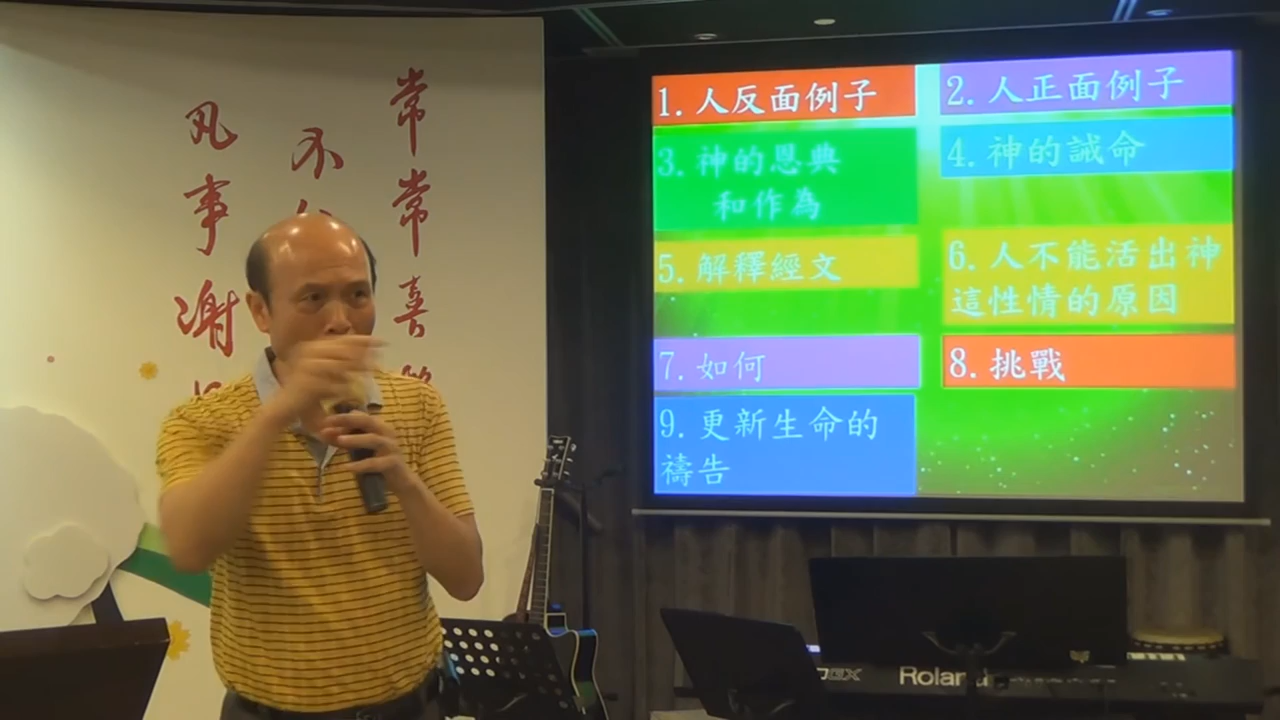 常常喜
不
凡事谢
1.人反面例子
2.人正面例子
3.神的恩典
和作為
4.神的誡命
5.解釋經文
6.人不能活出神
這性情的原因
7.如何
8.挑戰
9.更新生命的
禱告
Roland